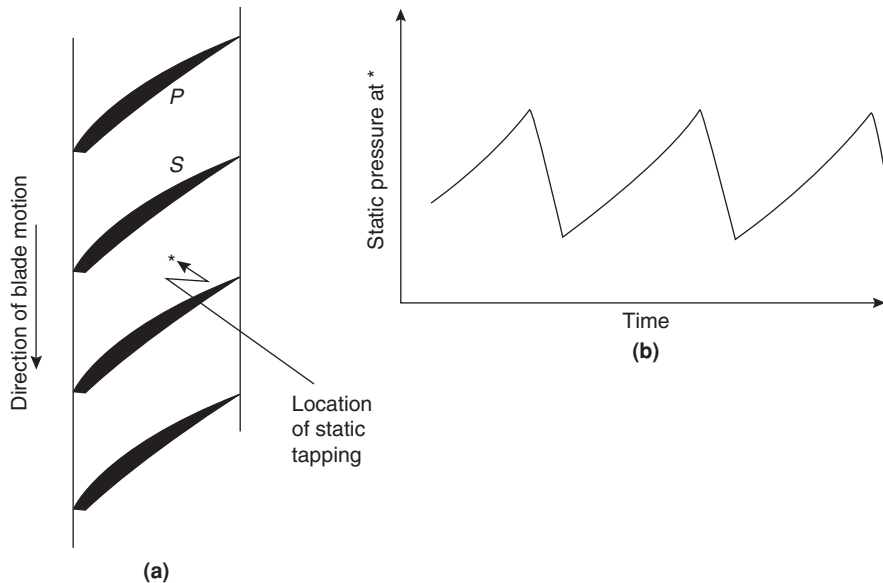 P
S
*
Direction of blade motion
Location
of static
tapping
(a)
Static pressure at *
Time
(b)